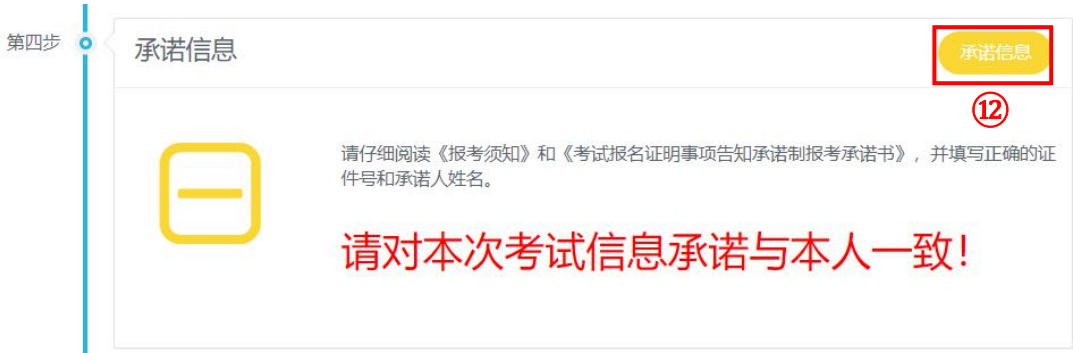 第四步
承诺信息
承诺信息
⑫
请仔细阅读《报考须知》和《考试报名证明事项告知承诺制报考承诺书》，并填写正确的证
件号和承诺人姓名。
请对本次考试信息承诺与本人一致！